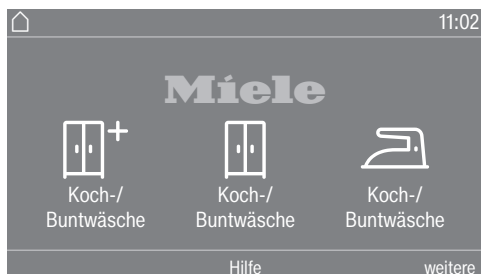 11:02
Miele
Koch-/ Koch-/ Koch-/
Buntwäsche Buntwäsche Buntwäsche
Hilfe weitere